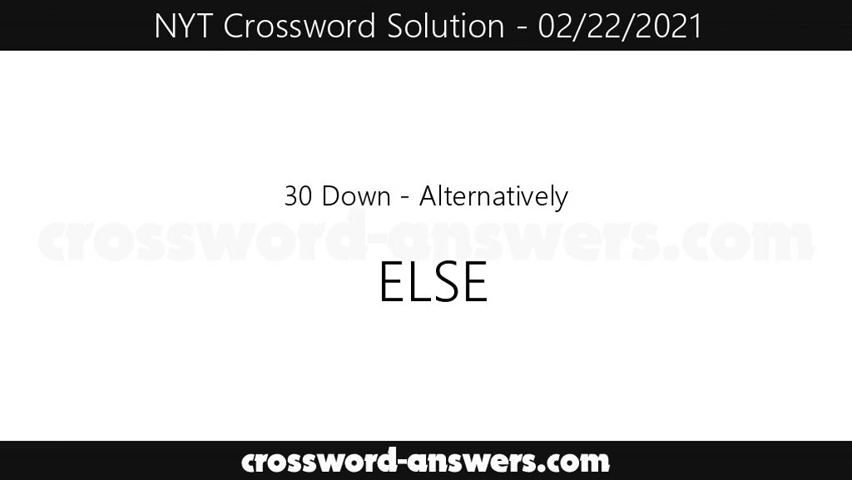 NYT Crossword Solution - 02/22/2021
30 Down - Alternatively
crossword-answers.com
ELSE
crossword-answers.com